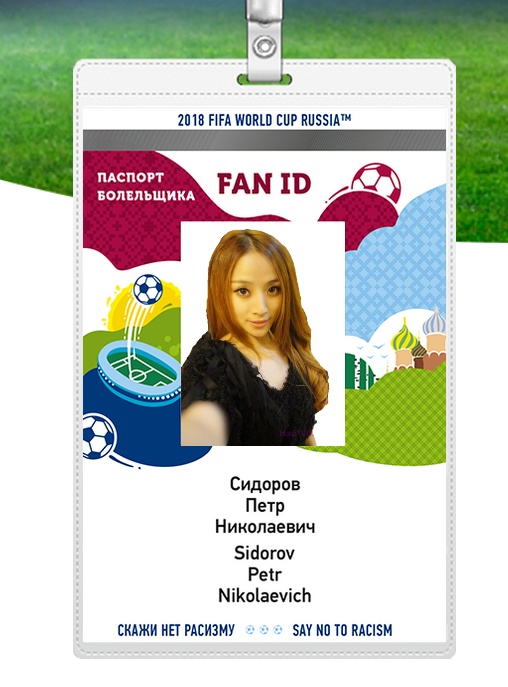 2018 FIFA WORLD CUP RUSSIA™
ПАСПОРТ
БОЛЕЛЬЩИКА
FAN ID
Сидоров
Петр
Николаевич
Sidorov
Petr
Nikolaevich
СКАЖИ НЕТ РАСИЗМУ
SAY NO TO RACISM